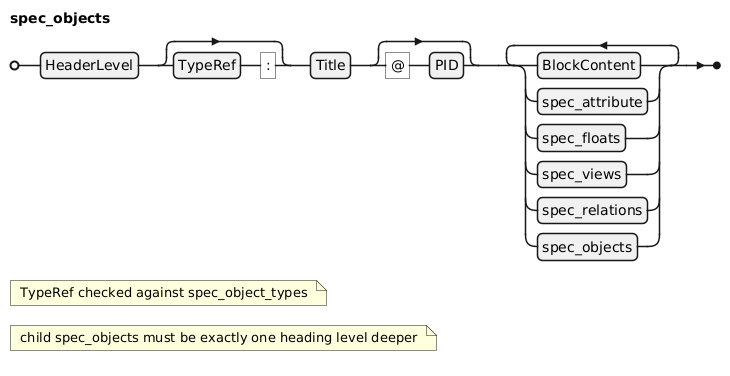 spec_objects
HeaderLevel TypeRef : Title @ PID BlockContent
spec_attribute
spec_floats
spec_views
spec_relations
spec_objects
TypeRef checked against spec_object_types
child spec_objects must be exactly one heading level deeper